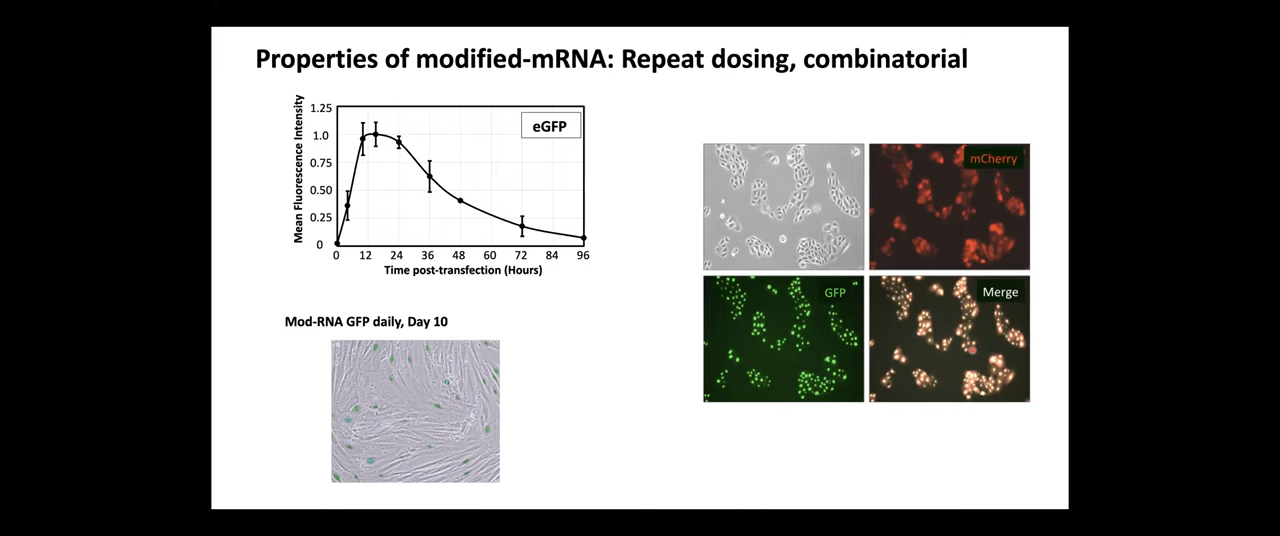 Properties of modified-mRNA: Repeat dosing, combinatorial
Mean Fluorescence Intensity
1.25
1.0
0.75
0.50
0.25
0
eGFP
0 12 24 36 48 60 72 84 96
Time post-transfection (Hours)
Mod-RNA GFP daily, Day 10
mCherry
GFP
Merge